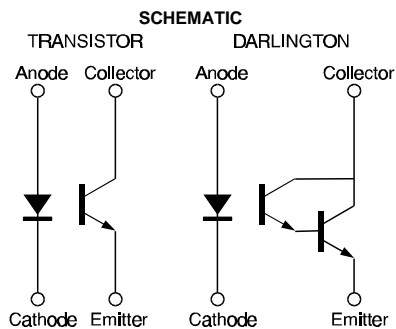 SCHEMATIC
TRANSISTOR DARLINGTON
Anode Collector Anode Collector
Cathode Emitter Cathode Emitter